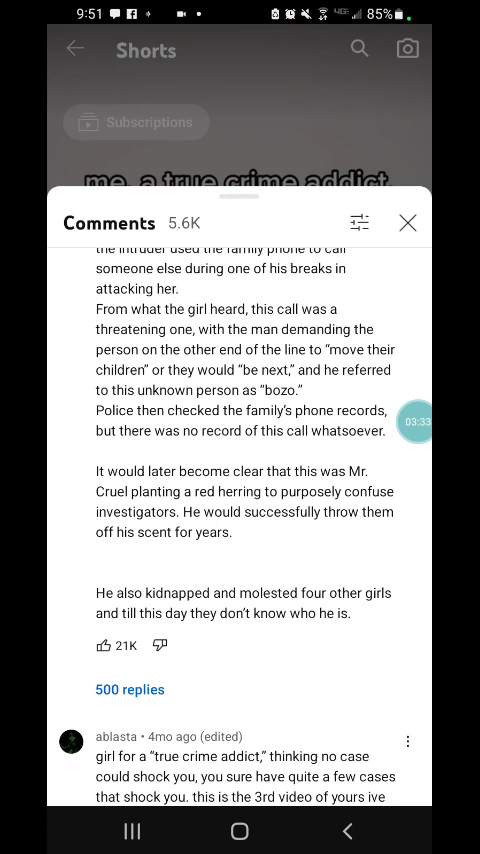 9:51
85%
Shorts
Subscriptions
me, a true crime addict
Comments 5.6K
the intruder used the family phone to call
someone else during one of his breaks in
attacking her.
From what the girl heard, this call was a
threatening one, with the man demanding the
person on the other end of the line to “move their
children” or they would “be next,” and he referred
to this unknown person as “bozo.”
Police then checked the family’s phone records,
but there was no record of this call whatsoever.
03:33
It would later become clear that this was Mr.
Cruel planting a red herring to purposely confuse
investigators. He would successfully throw them
off his scent for years.
He also kidnapped and molested four other girls
and till this day they don’t know who he is.
21K
500 replies
ablasta • 4mo ago (edited)
girl for a “true crime addict,” thinking no case
could shock you, you sure have quite a few cases
that shock you. this is the 3rd video of yours ive